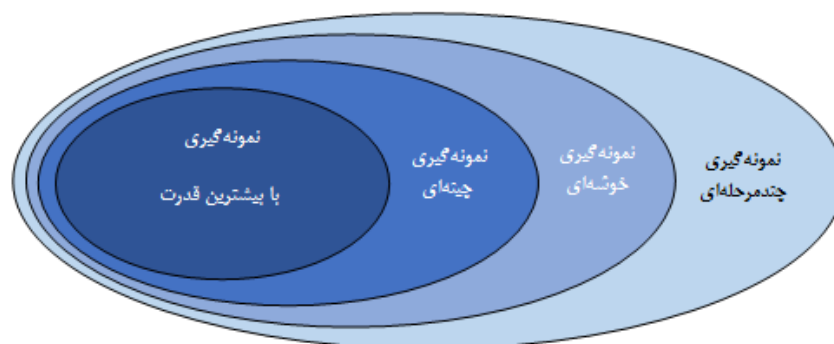 نمونه‌گیری
با بیشترین قدرت
نمونه‌گیری
چینه‌ای
نمونه‌گیری
خوشه‌ای
نمونه‌گیری
چندمرحله‌ای